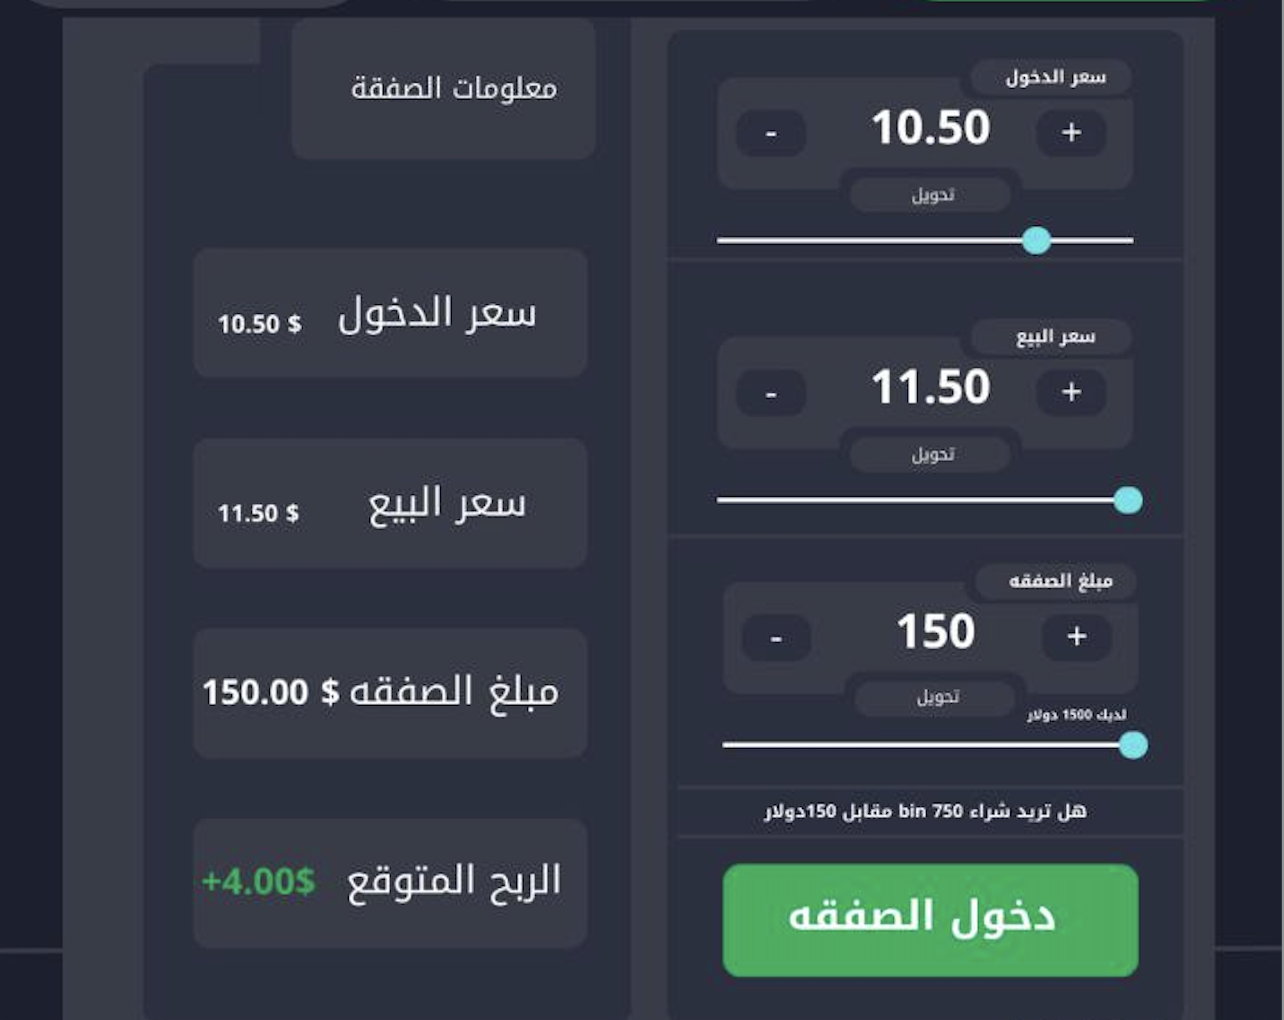 سعر الدخول
- 10.50 +
تحويل
سعر البيع
- 11.50 +
تحويل
مبلغ الصفقه
- 150 +
تحويل
لديك 1500 دولار
هل تريد شراء 750 bin مقابل 150دولار
دخول الصفقه
معلومات الصفقة
سعر الدخول 10.50 $
سعر البيع 11.50 $
مبلغ الصفقه 150.00 $
الربح المتوقع +4.00$